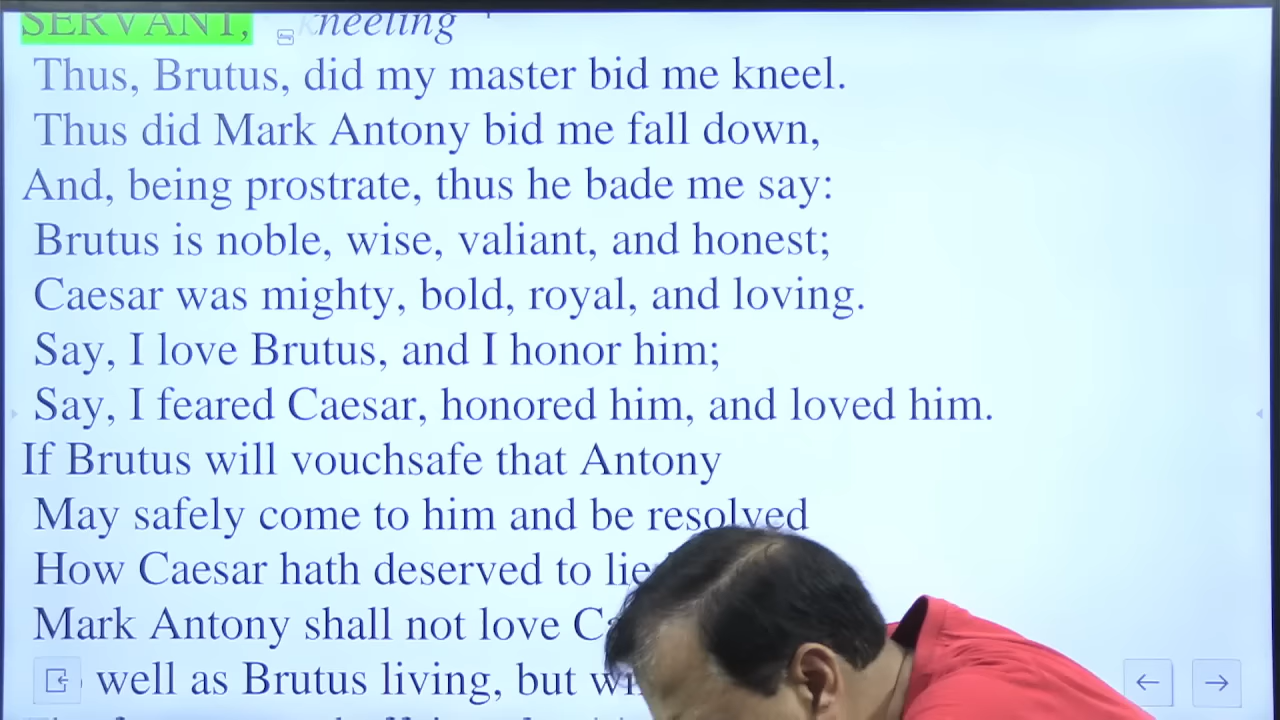 SERVANT, kneeling
Thus, Brutus, did my master bid me kneel.
Thus did Mark Antony bid me fall down,
And, being prostrate, thus he bade me say:
Brutus is noble, wise, valiant, and honest;
Caesar was mighty, bold, royal, and loving.
Say, I love Brutus, and I honor him;
Say, I feared Caesar, honored him, and loved him.
If Brutus will vouchsafe that Antony
May safely come to him and be resolved
How Caesar hath deserved to lie
Mark Antony shall not love
well as Brutus living, but